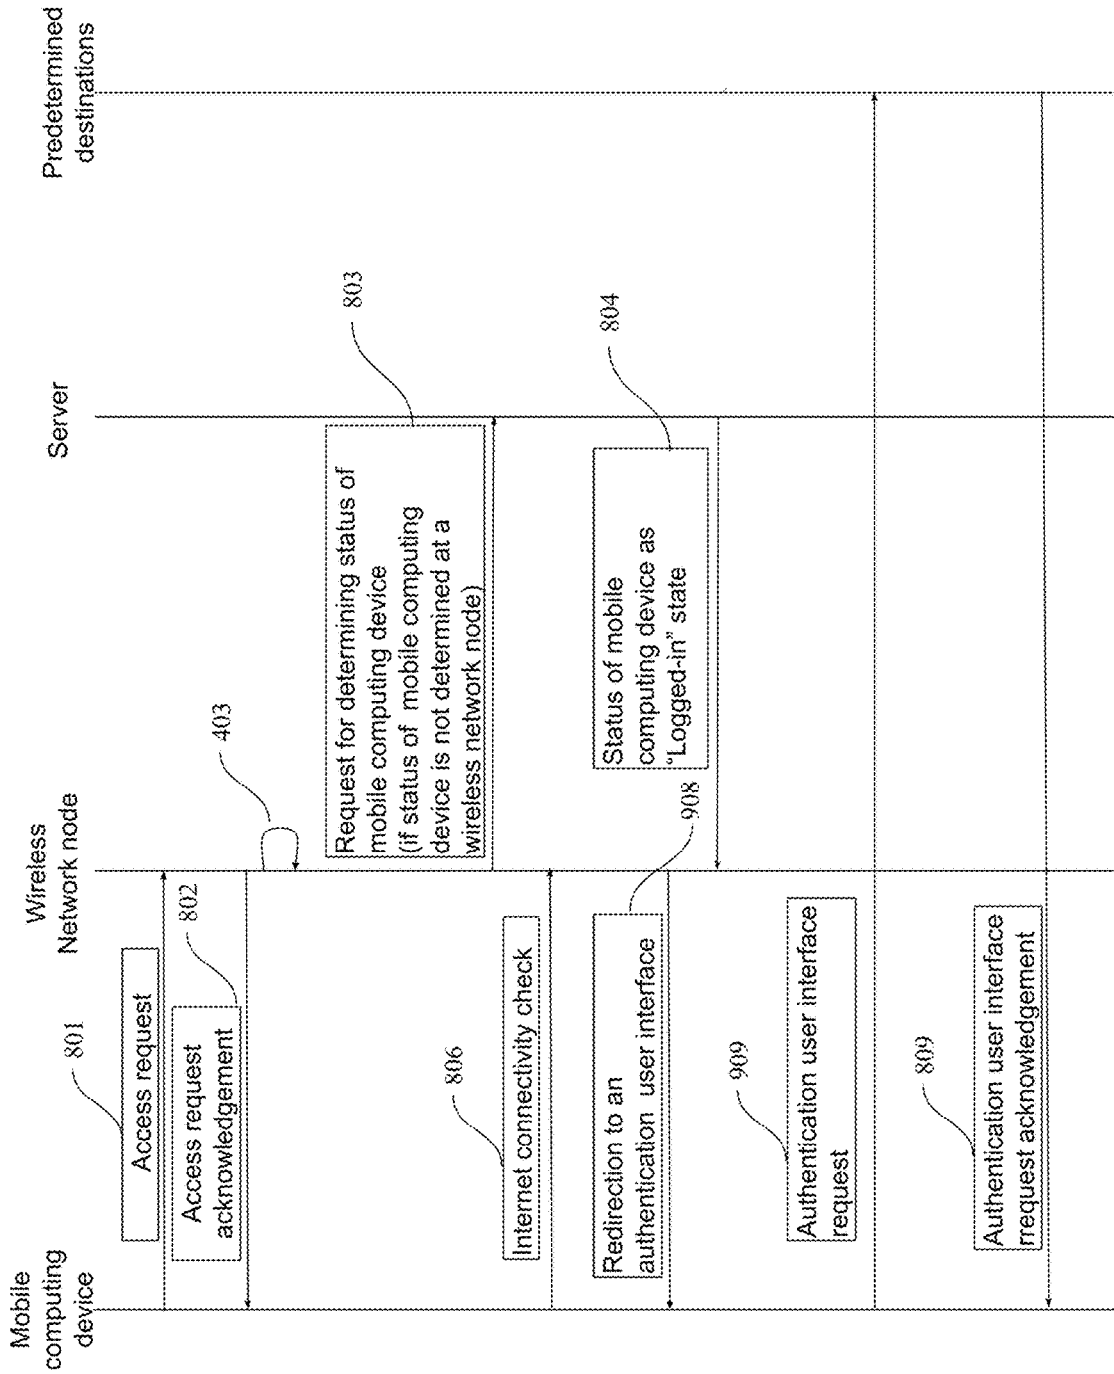 Mobile
computing
device
Wireless
Network node
Server
Predetermined
destinations
801
Access request
802
Access request
acknowledgement
403
803
Request for determining status of
mobile computing device
(if status of mobile computing
device is not determined at a
wireless network node)
806
Internet connectivity check
804
Status of mobile
computing device as
“Logged-in” state
908
Redirection to an
authentication user interface
909
Authentication user interface
request
809
Authentication user interface
rrequest acknowledgement